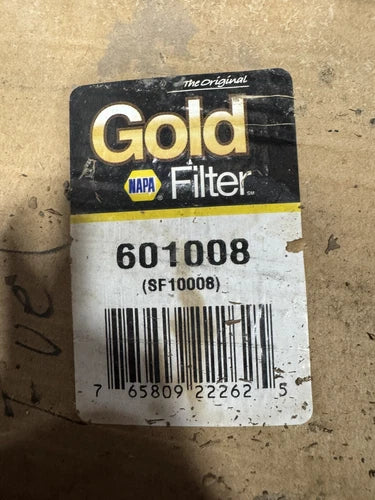 The Original
Gold
NAPA Filter
601008
(SF10008)
7 65809 22262 5